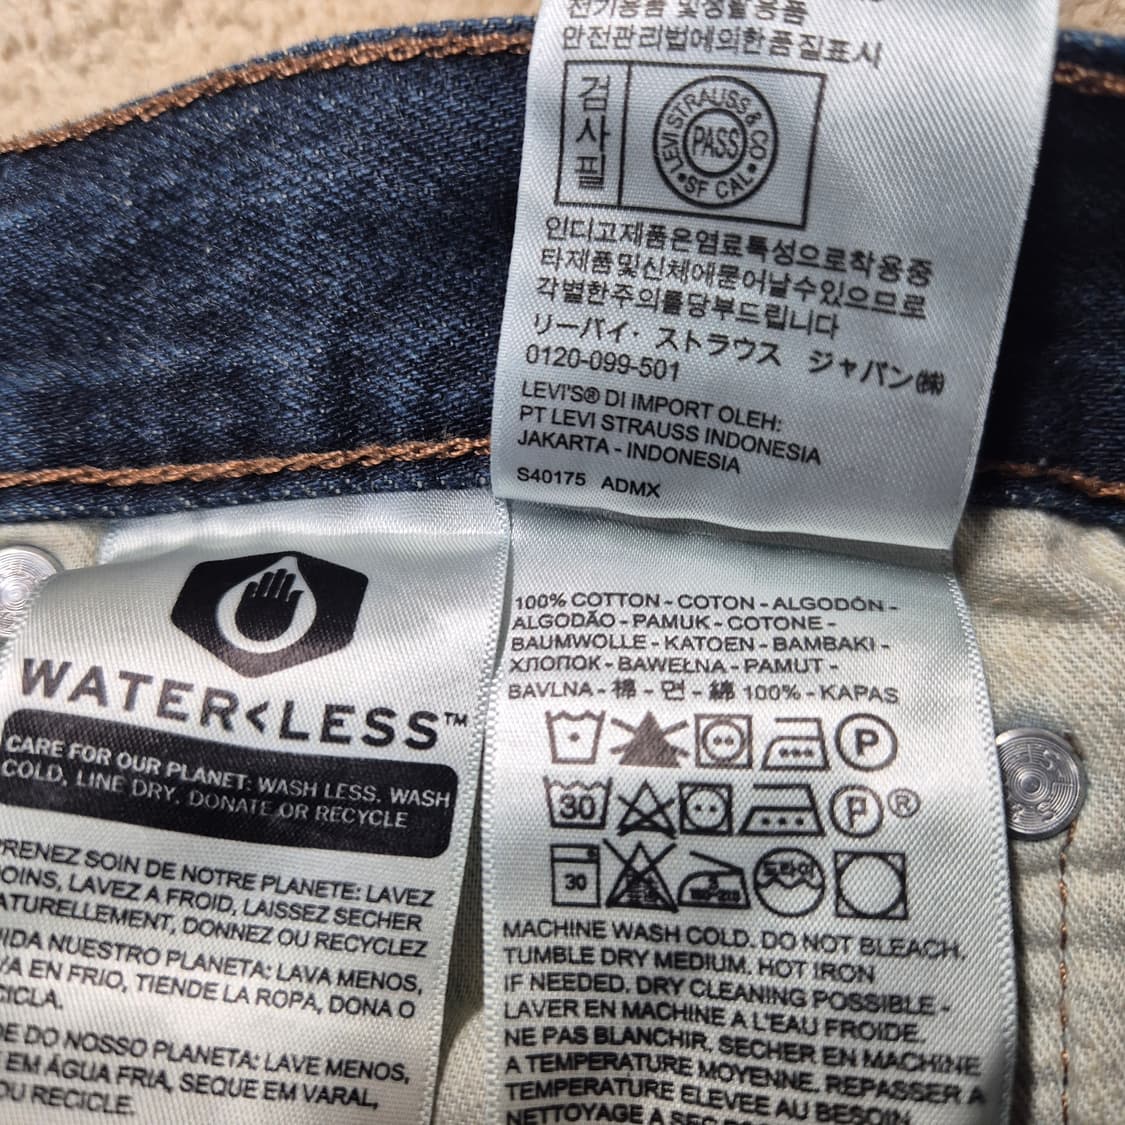 전기용품 및 생활용품
안전관리법에의한품질표시
검사필
LEVI STRAUSS & CO
PASS
• SF CAL •
인디고제품은염료특성으로착용중
타제품및신체에묻어날수있으므로
각별한주의를당부드립니다
リーバイ・ストラウス ジャパン㈱
0120-099-501
LEVI'S® DI IMPORT OLEH:
PT LEVI STRAUSS INDONESIA
JAKARTA - INDONESIA
S40175 ADMX
WATER<LESS™
CARE FOR OUR PLANET: WASH LESS, WASH
COLD, LINE DRY, DONATE OR RECYCLE
PRENEZ SOIN DE NOTRE PLANETE: LAVEZ
MOINS, LAVEZ A FROID, LAISSEZ SECHER
NATURELLEMENT, DONNEZ OU RECYCLEZ
NUESTRO PLANETA: LAVA MENOS,
EN FRIO, TIENDE LA ROPA, DONA O
DO NOSSO PLANETA: LAVE MENOS,
EM ÁGUA FRIA, SEQUE EM VARAL,
OU RECICLE.
100% COTTON - COTON - ALGODÓN -
ALGODÃO - PAMUK - COTONE -
BAUMWOLLE - KATOEN - BAMBAKI -
ХПОПОК - BAWEŁNA - PAMUT -
BAVLNA - 棉 - 면 - 綿 100% - KAPAS
P
30
P ®
30
드라이
MACHINE WASH COLD. DO NOT BLEACH.
TUMBLE DRY MEDIUM. HOT IRON
IF NEEDED. DRY CLEANING POSSIBLE -
LAVER EN MACHINE A L'EAU FROIDE.
NE PAS BLANCHIR. SECHER EN MACHINE
A TEMPERATURE MOYENNE. REPASSER A
TEMPERATURE ELEVEE AU BESOIN.
NETTOYAGE A SEC